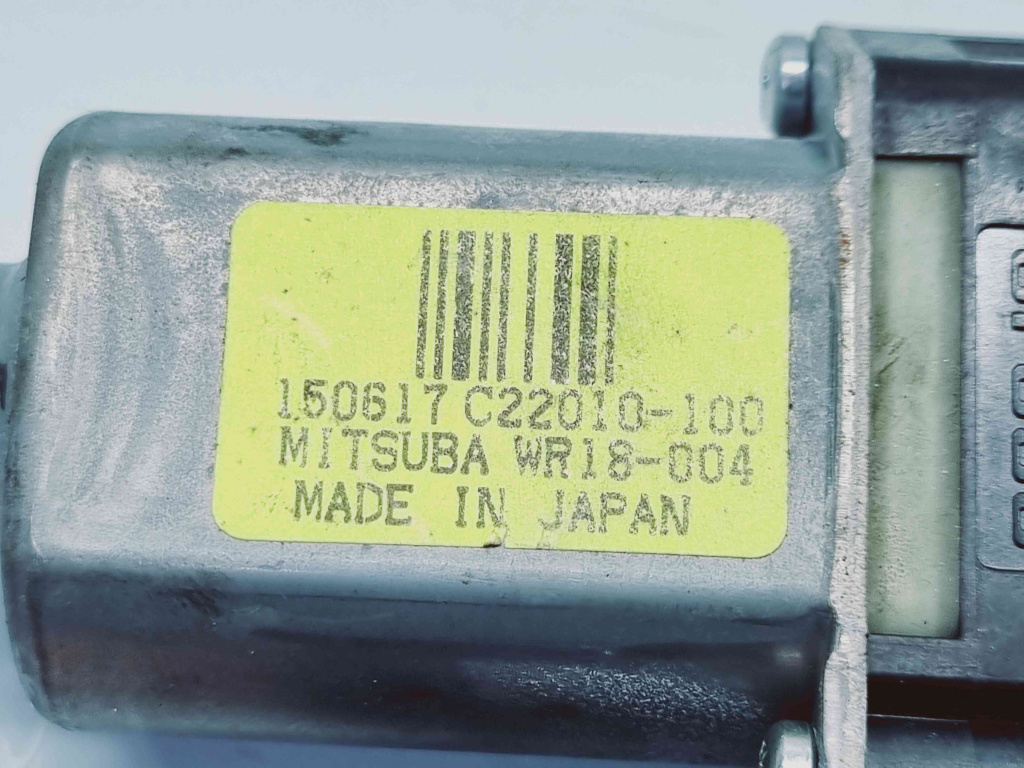 150617 C22010-100
MITSUBA WR18-004
MADE IN JAPAN